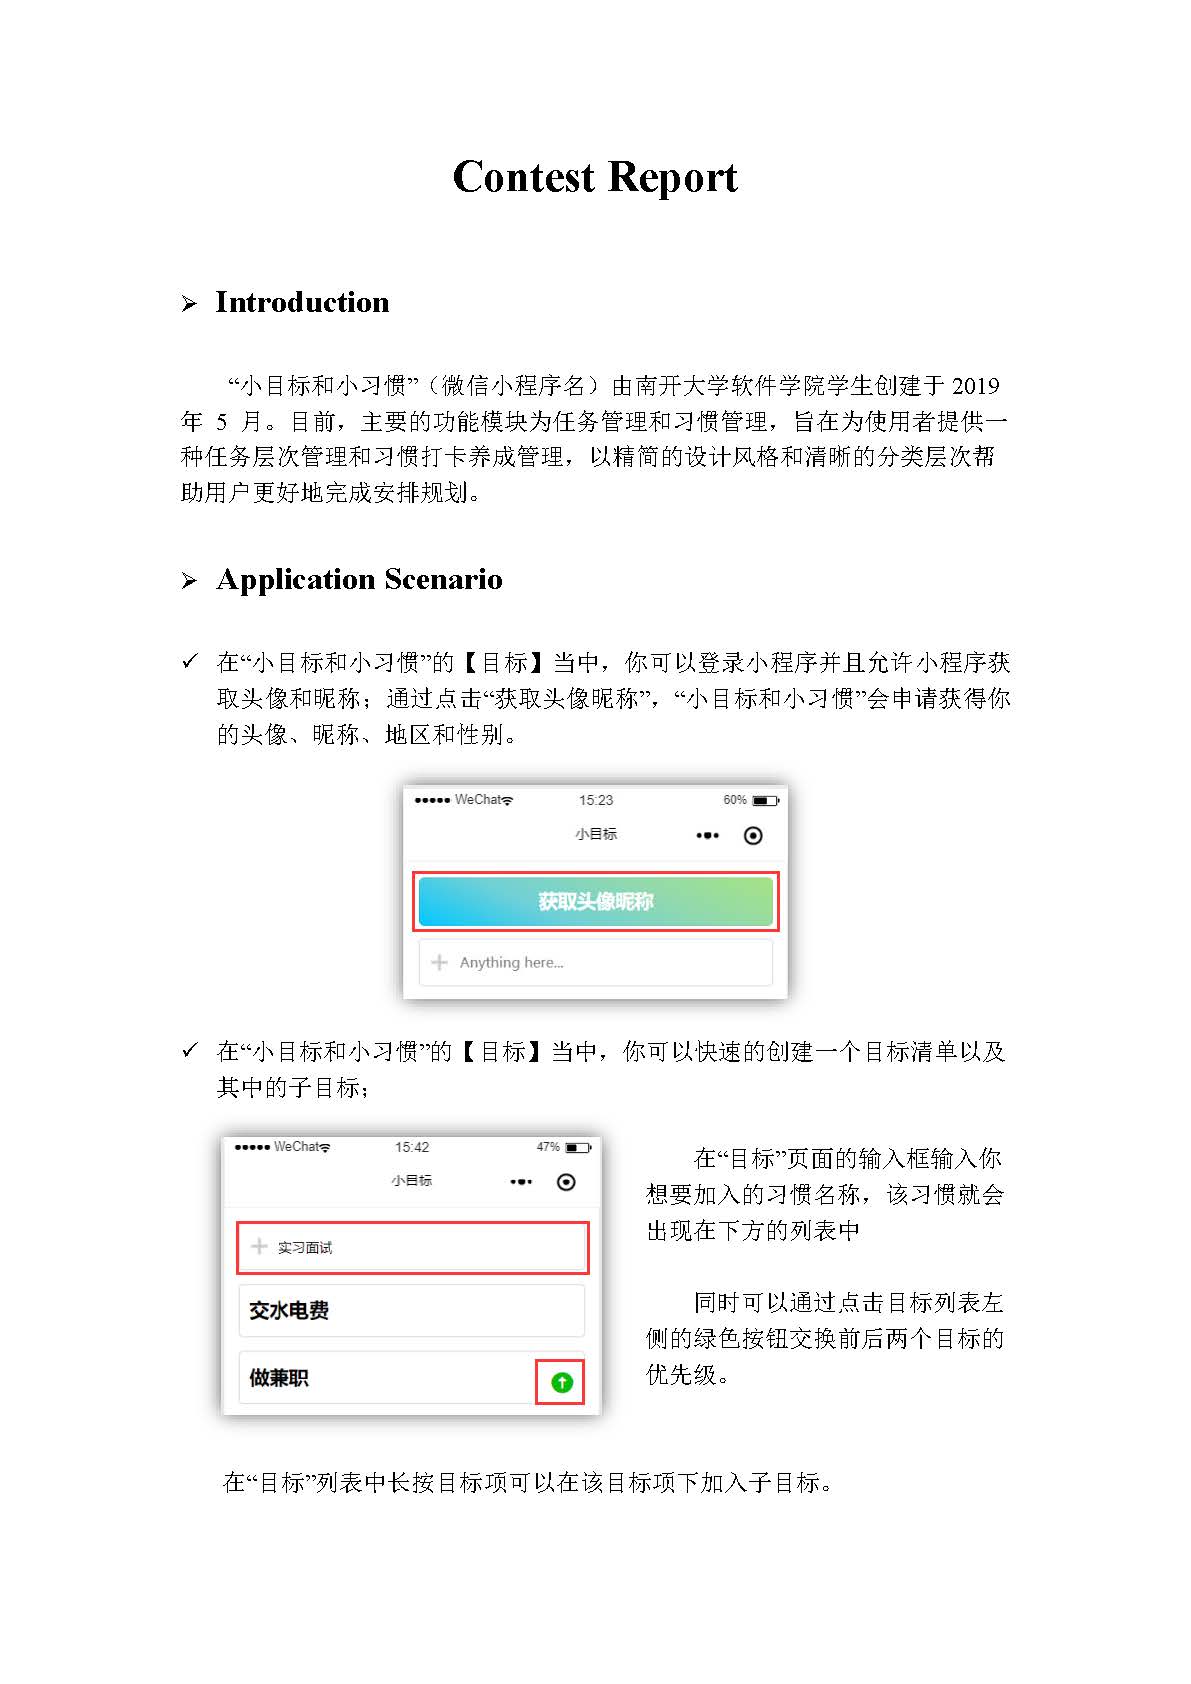 Contest Report
Introduction
“小目标和小习惯”（微信小程序名）由南开大学软件学院学生创建于 2019
年 5 月。目前，主要的功能模块为任务管理和习惯管理，旨在为使用者提供一
种任务层次管理和习惯打卡养成管理，以精简的设计风格和清晰的分类层次帮
助用户更好地完成安排规划。
Application Scenario
在“小目标和小习惯”的【目标】当中，你可以登录小程序并且允许小程序获
取头像和昵称；通过点击“获取头像昵称”，“小目标和小习惯”会申请获得你
的头像、昵称、地区和性别。
WeChat 15:23 60%
小目标
获取头像昵称
Anything here...
在“小目标和小习惯”的【目标】当中，你可以快速的创建一个目标清单以及
其中的子目标；
WeChat 15:42 47%
小目标
实习面试
交水电费
做兼职
在“目标”页面的输入框输入你
想要加入的习惯名称，该习惯就会
出现在下方的列表中
同时可以通过点击目标列表左
侧的绿色按钮交换前后两个目标的
优先级。
在“目标”列表中长按目标项可以在该目标项下加入子目标。